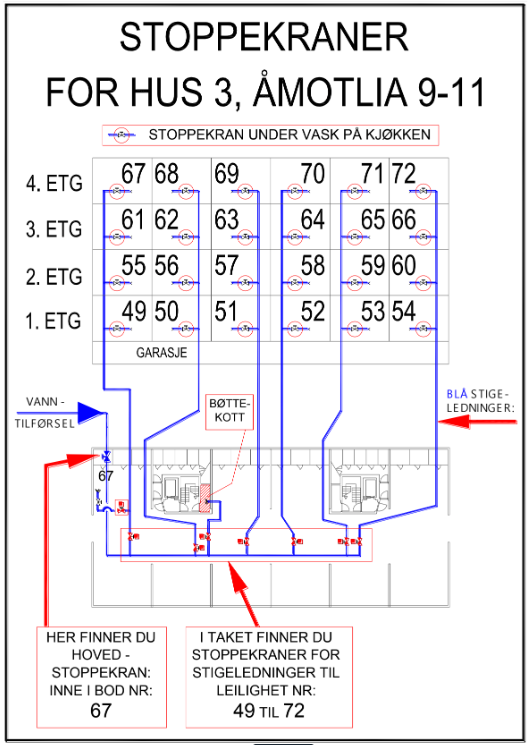 STOPPEKRANER
FOR HUS 3, ÅMOTLIA 9-11
STOPPEKRAN UNDER VASK PÅ KJØKKEN
4. ETG 67 68 69 70 71 72
3. ETG 61 62 63 64 65 66
2. ETG 55 56 57 58 59 60
1. ETG 49 50 51 52 53 54
GARASJE
VANN -
TILFØRSEL
BØTTE-
KOTT
BLÅ STIGE-
LEDNINGER:
67
HER FINNER DU
HOVED -
STOPPEKRAN:
INNE I BOD NR:
67
I TAKET FINNER DU
STOPPEKRANER FOR
STIGELEDNINGER TIL
LEILIGHET NR:
49 TIL 72